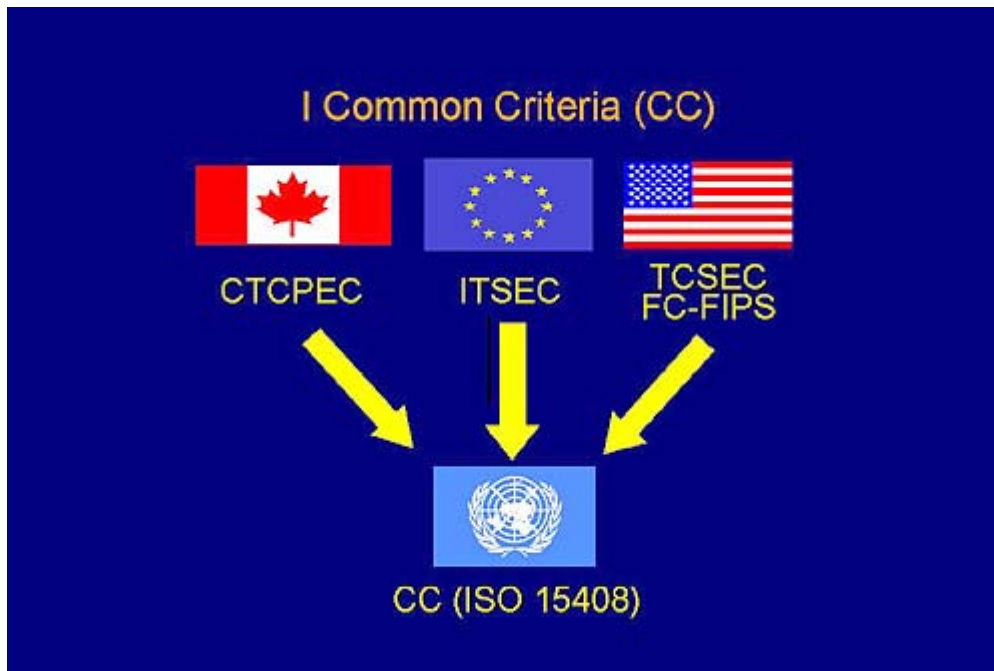 I Common Criteria (CC)
CTCPEC
ITSEC
TCSEC
FC-FIPS
CC (ISO 15408)